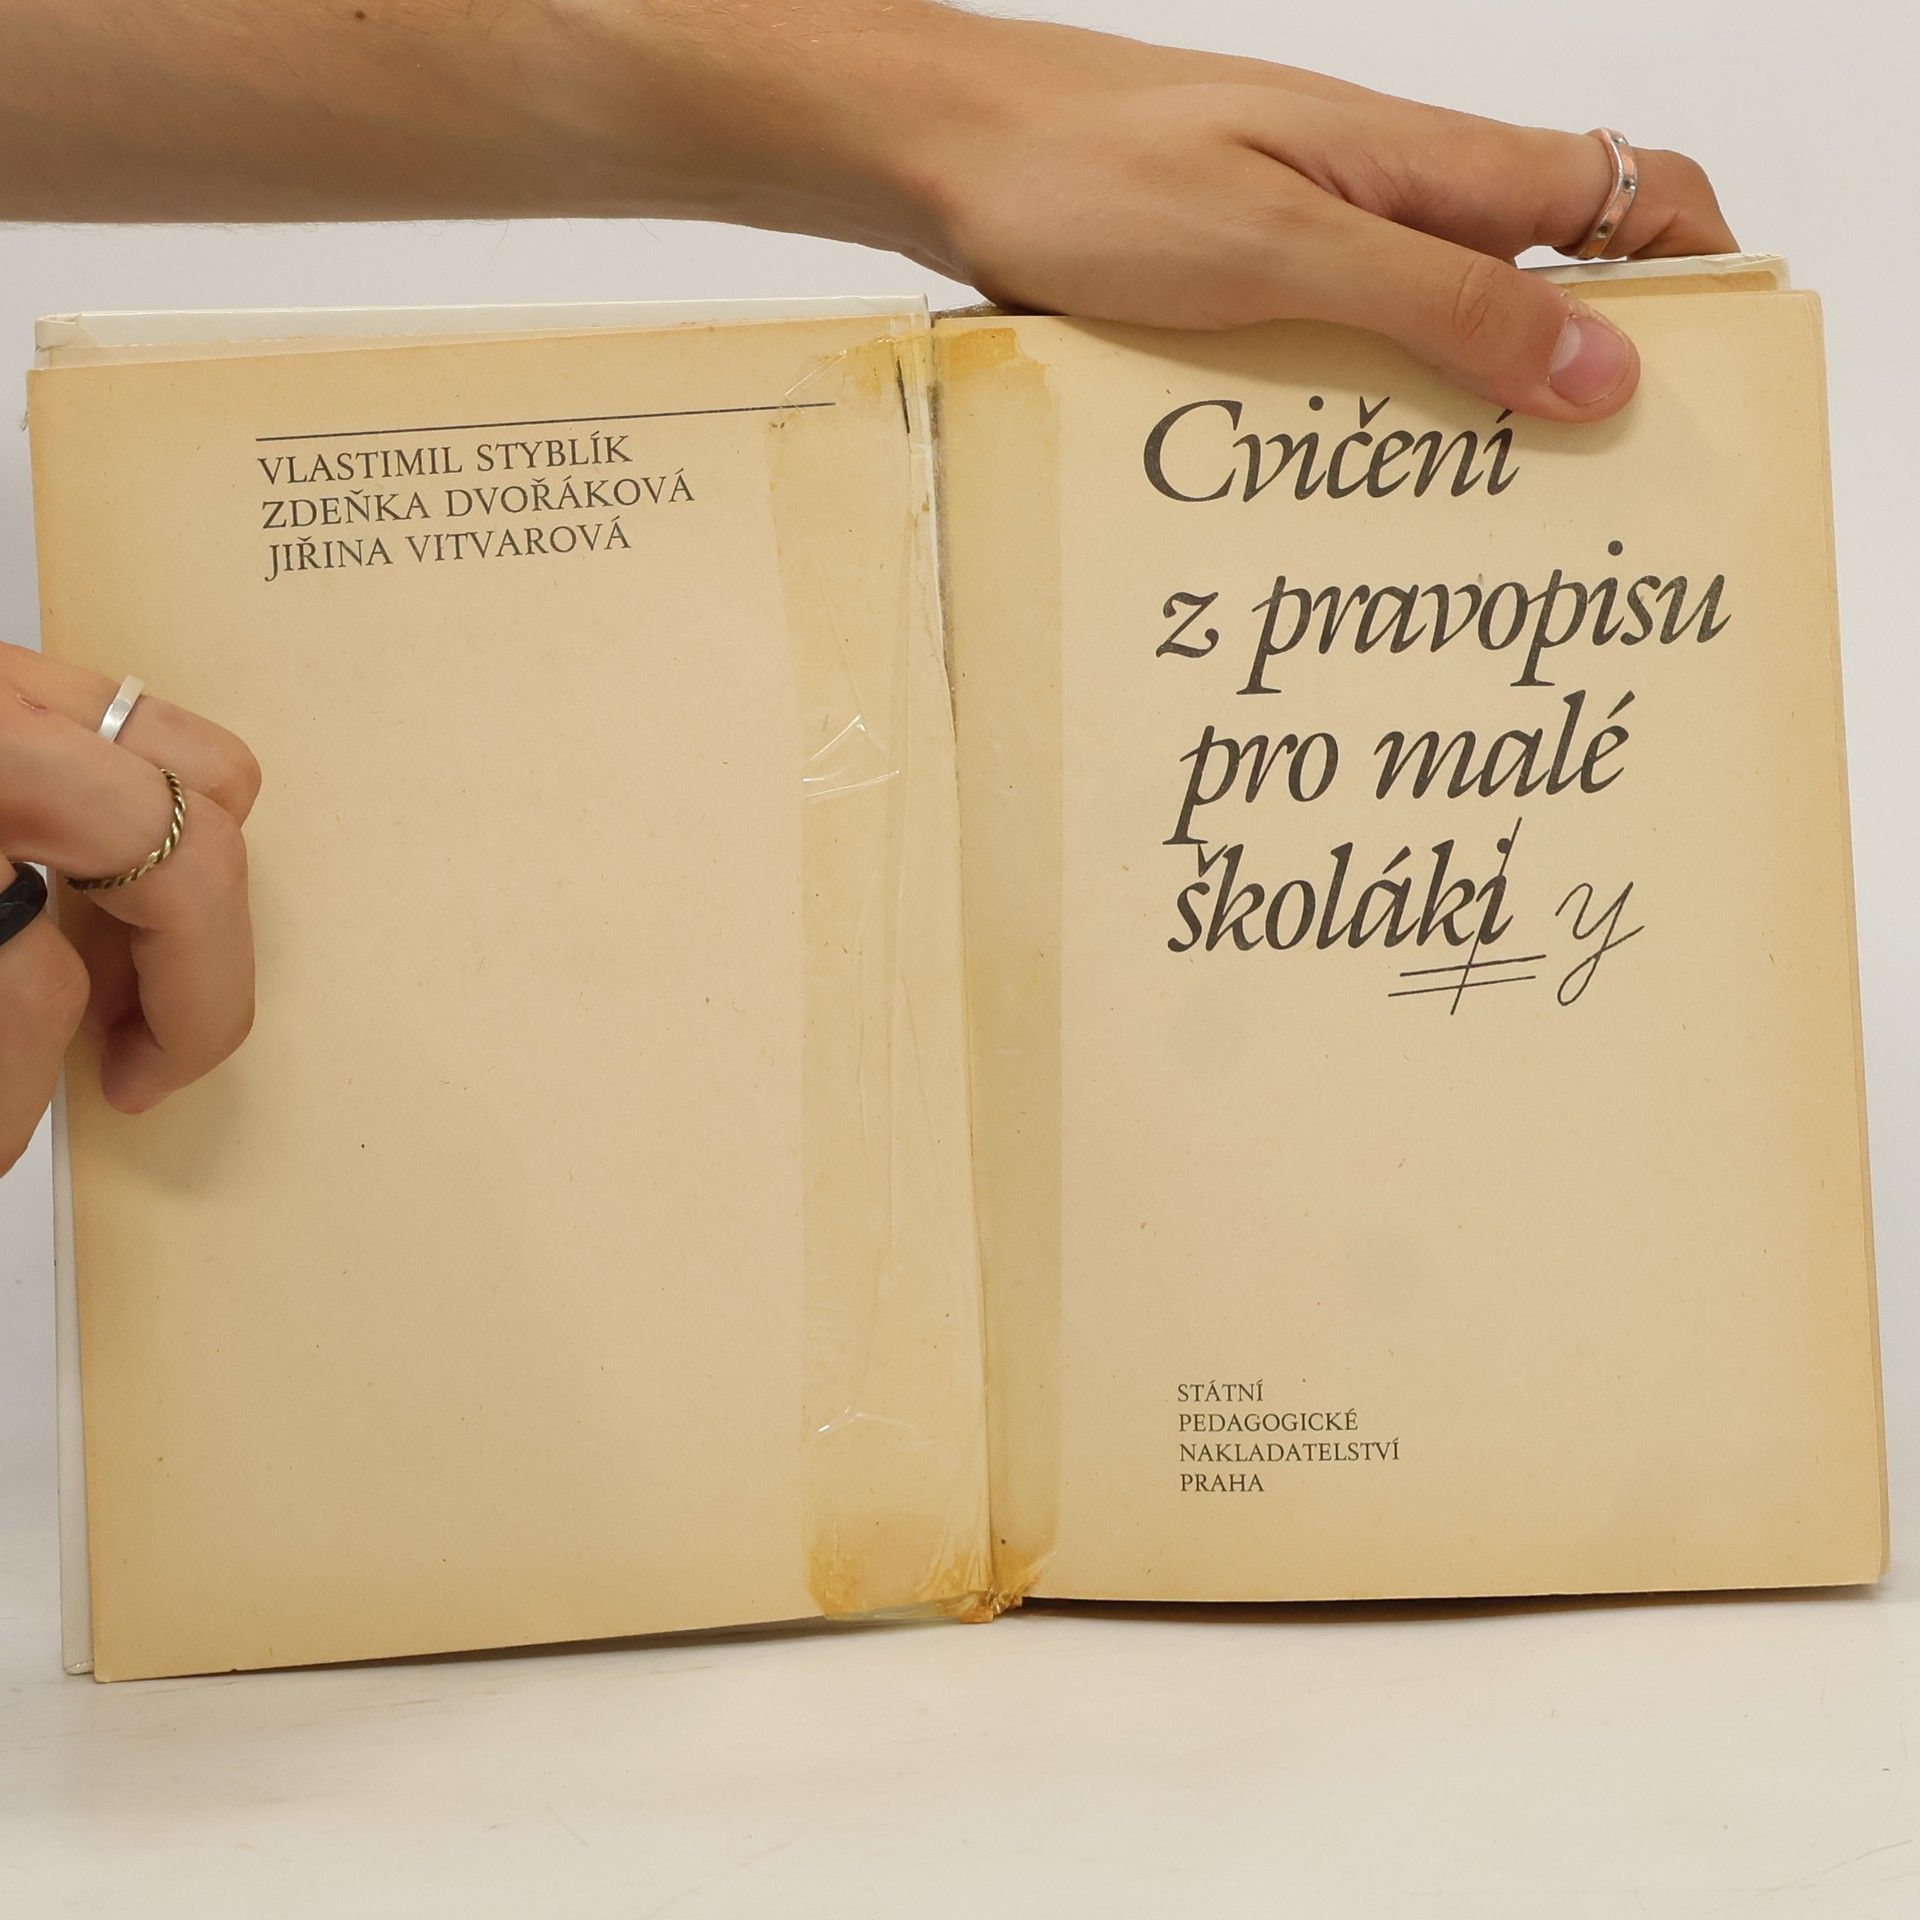 VLASTIMIL STYBLÍK
ZDEŇKA DVOŘÁKOVÁ
JIŘINA VITVAROVÁ
Cvičení
z pravopisu
pro malé
školáki y
STÁTNÍ
PEDAGOGICKÉ
NAKLADATELSTVÍ
PRAHA